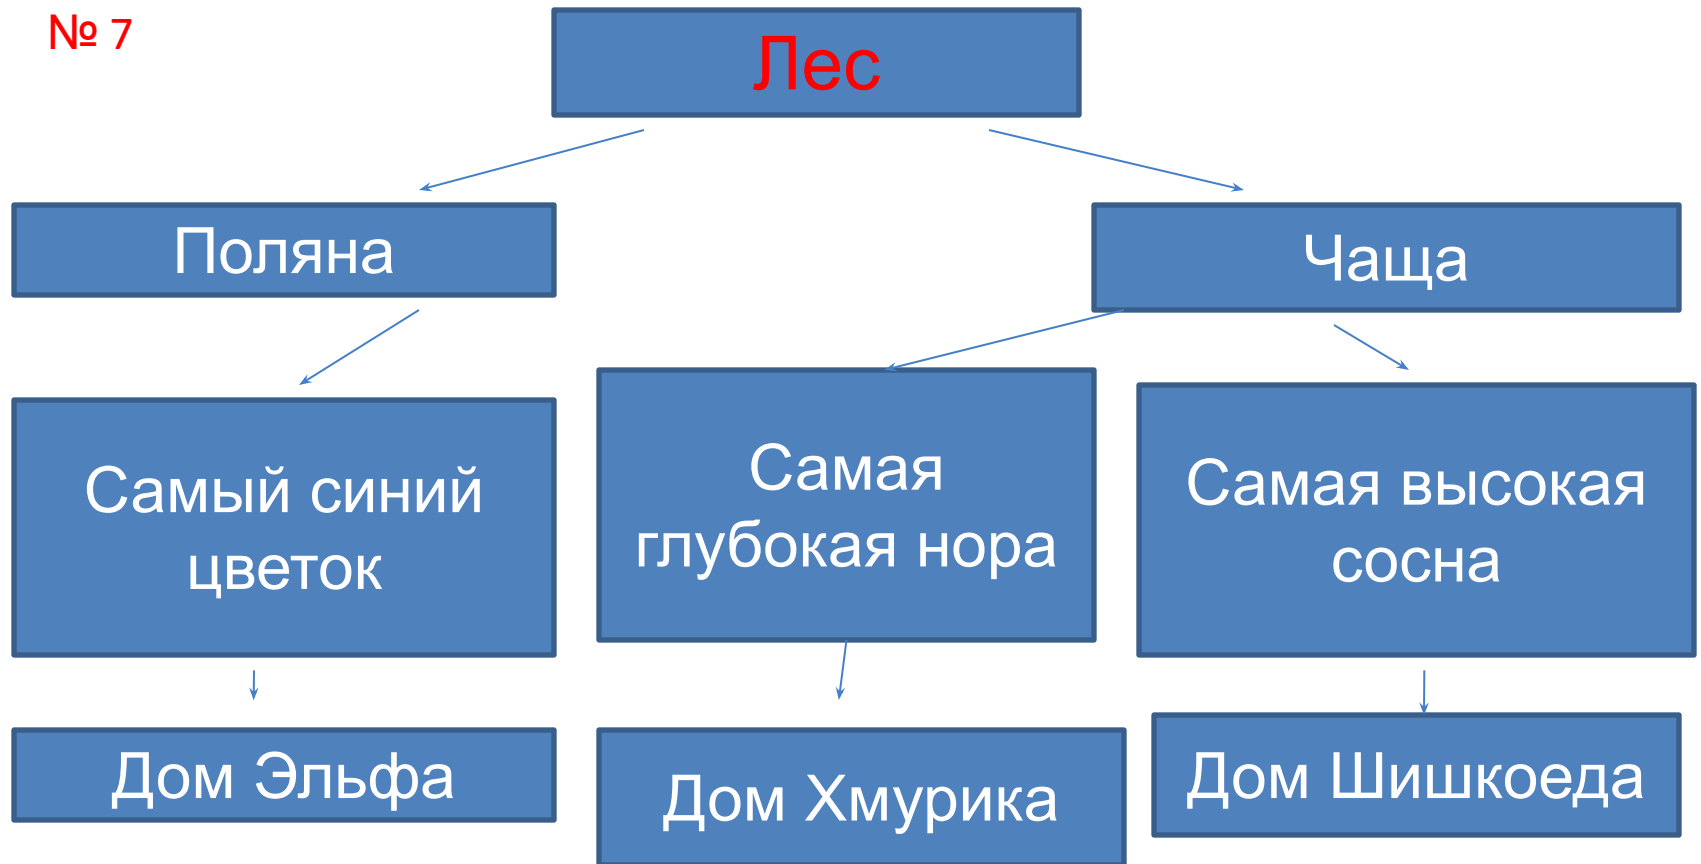 № 7
Лес
Поляна
Чаща
Самый синий
цветок
Самая
глубокая нора
Самая высокая
сосна
Дом Эльфа
Дом Хмурика
Дом Шишкоеда